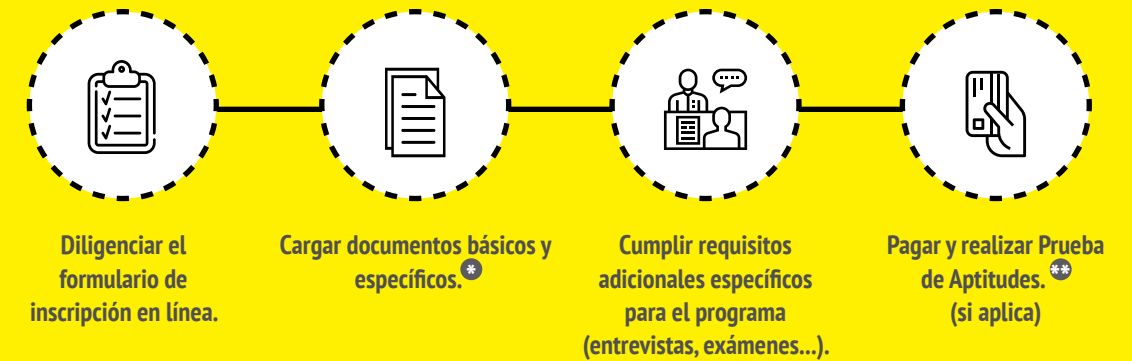 Diligenciar el
formulario de
inscripción en línea.
Cargar documentos básicos y
específicos.*
Cumplir requisitos
adicionales específicos
para el programa
(entrevistas, exámenes...).
Pagar y realizar Prueba
de Aptitudes.**
(si aplica)